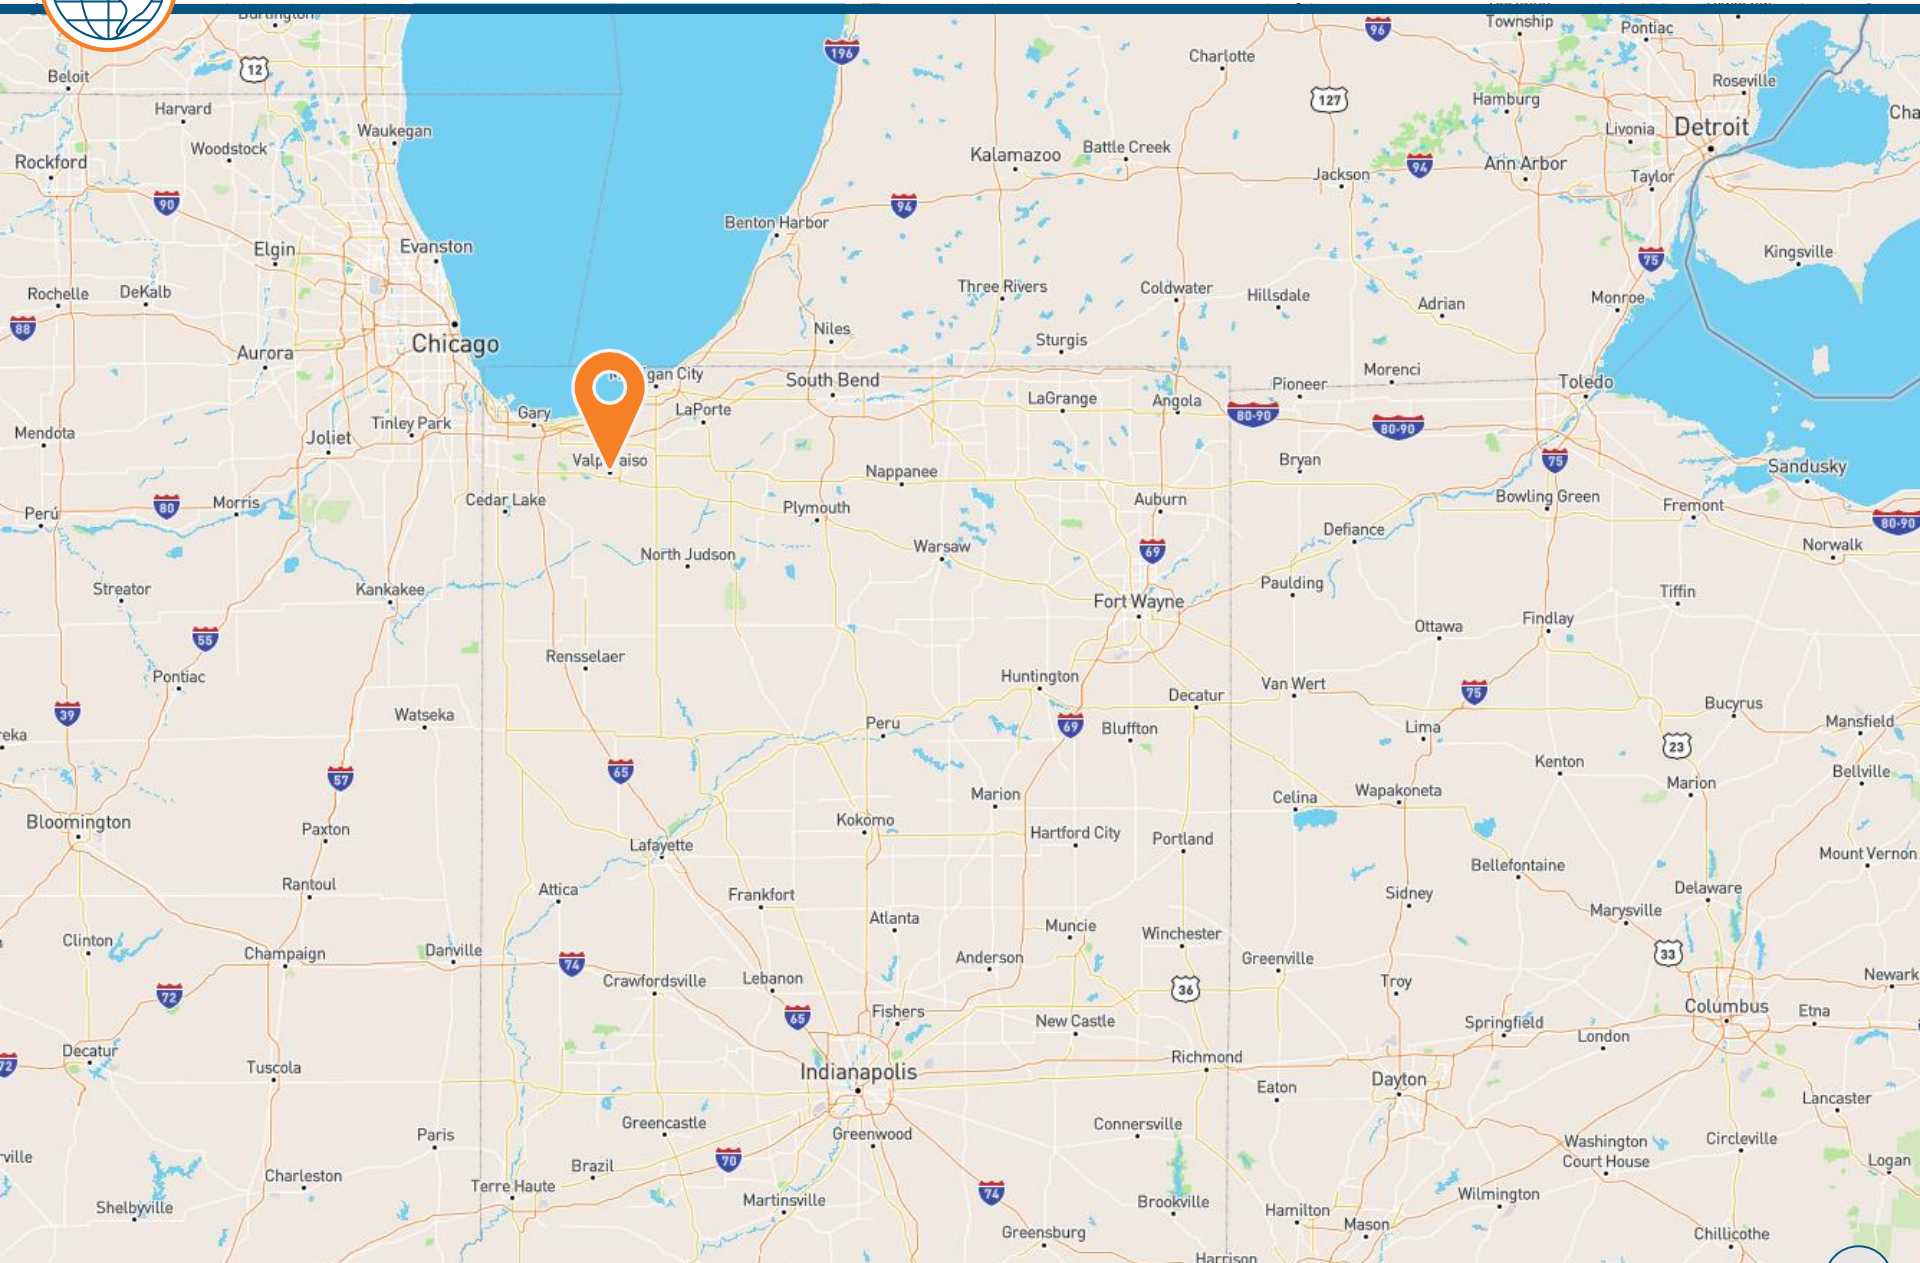 Township
Pontiac
96
196
Charlotte
12
Beloit
Roseville
127
Hamburg
Harvard
Waukegan
Livonia
Detroit
Woodstock
Kalamazoo
Battle Creek
Rockford
94
Ann Arbor
Jackson
Taylor
90
94
Benton Harbor
Elgin
Evanston
Kingsville
75
Rochelle
DeKalb
Three Rivers
Coldwater
Hillsdale
Adrian
Monroe
88
Niles
Chicago
Sturgis
Aurora
Morenci
South Bend
Pioneer
Toledo
LaGrange
Angola
Gary
LaPorte
80-90
Tinley Park
80-90
Mendota
Joliet
Bryan
75
Sandusky
Nappanee
Cedar Lake
Auburn
Bowling Green
80
Morris
Plymouth
Fremont
Perú
80-90
Defiance
North Judson
Warsaw
69
Norwalk
Streator
Kankakee
Paulding
Tiffin
Fort Wayne
Ottawa
Findlay
55
Rensselaer
Pontiac
Huntington
Van Wert
75
Decatur
39
Watseka
Bucyrus
Peru
69
Bluffton
Lima
Mansfield
23
57
65
Kenton
Bellville
Marion
Marion
Celina
Wapakoneta
Bloomington
Paxton
Kokomo
Hartford City
Portland
Lafayette
Mount Vernon
Bellefontaine
Rantoul
Attica
Frankfort
Sidney
Delaware
Atlanta
Marysville
Muncie
Winchester
Clinton
Champaign
Danville
33
74
Anderson
Greenville
Crawfordsville
Lebanon
Troy
Newark
72
36
65
Fishers
New Castle
Columbus
Etna
Springfield
London
Decatur
72
Tuscola
Indianapolis
Richmond
Eaton
Dayton
Lancaster
Greencastle
Greenwood
Connersville
Paris
Washington
Court House
Circleville
70
Logan
Brazil
Charleston
Terre Haute
74
Martinsville
Brookville
Wilmington
Shelbyville
Hamilton
Mason
Greensburg
Chillicothe
Harrison